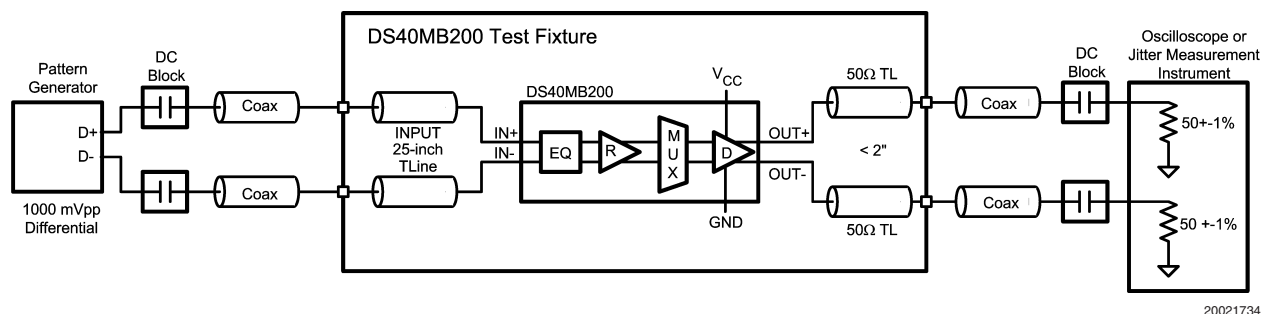 DS40MB200 Test Fixture
Pattern
Generator
D+
D-
1000 mVpp
Differential
DC
Block
Coax
Coax
INPUT
25-inch
TLine
DS40MB200
IN+
IN-
EQ
R
M
U
X
D
VCC
GND
OUT+
OUT-
50Ω TL
< 2"
50Ω TL
Coax
Coax
DC
Block
Oscilloscope or
Jitter Measurement
Instrument
50+-1%
50 +-1%
20021734